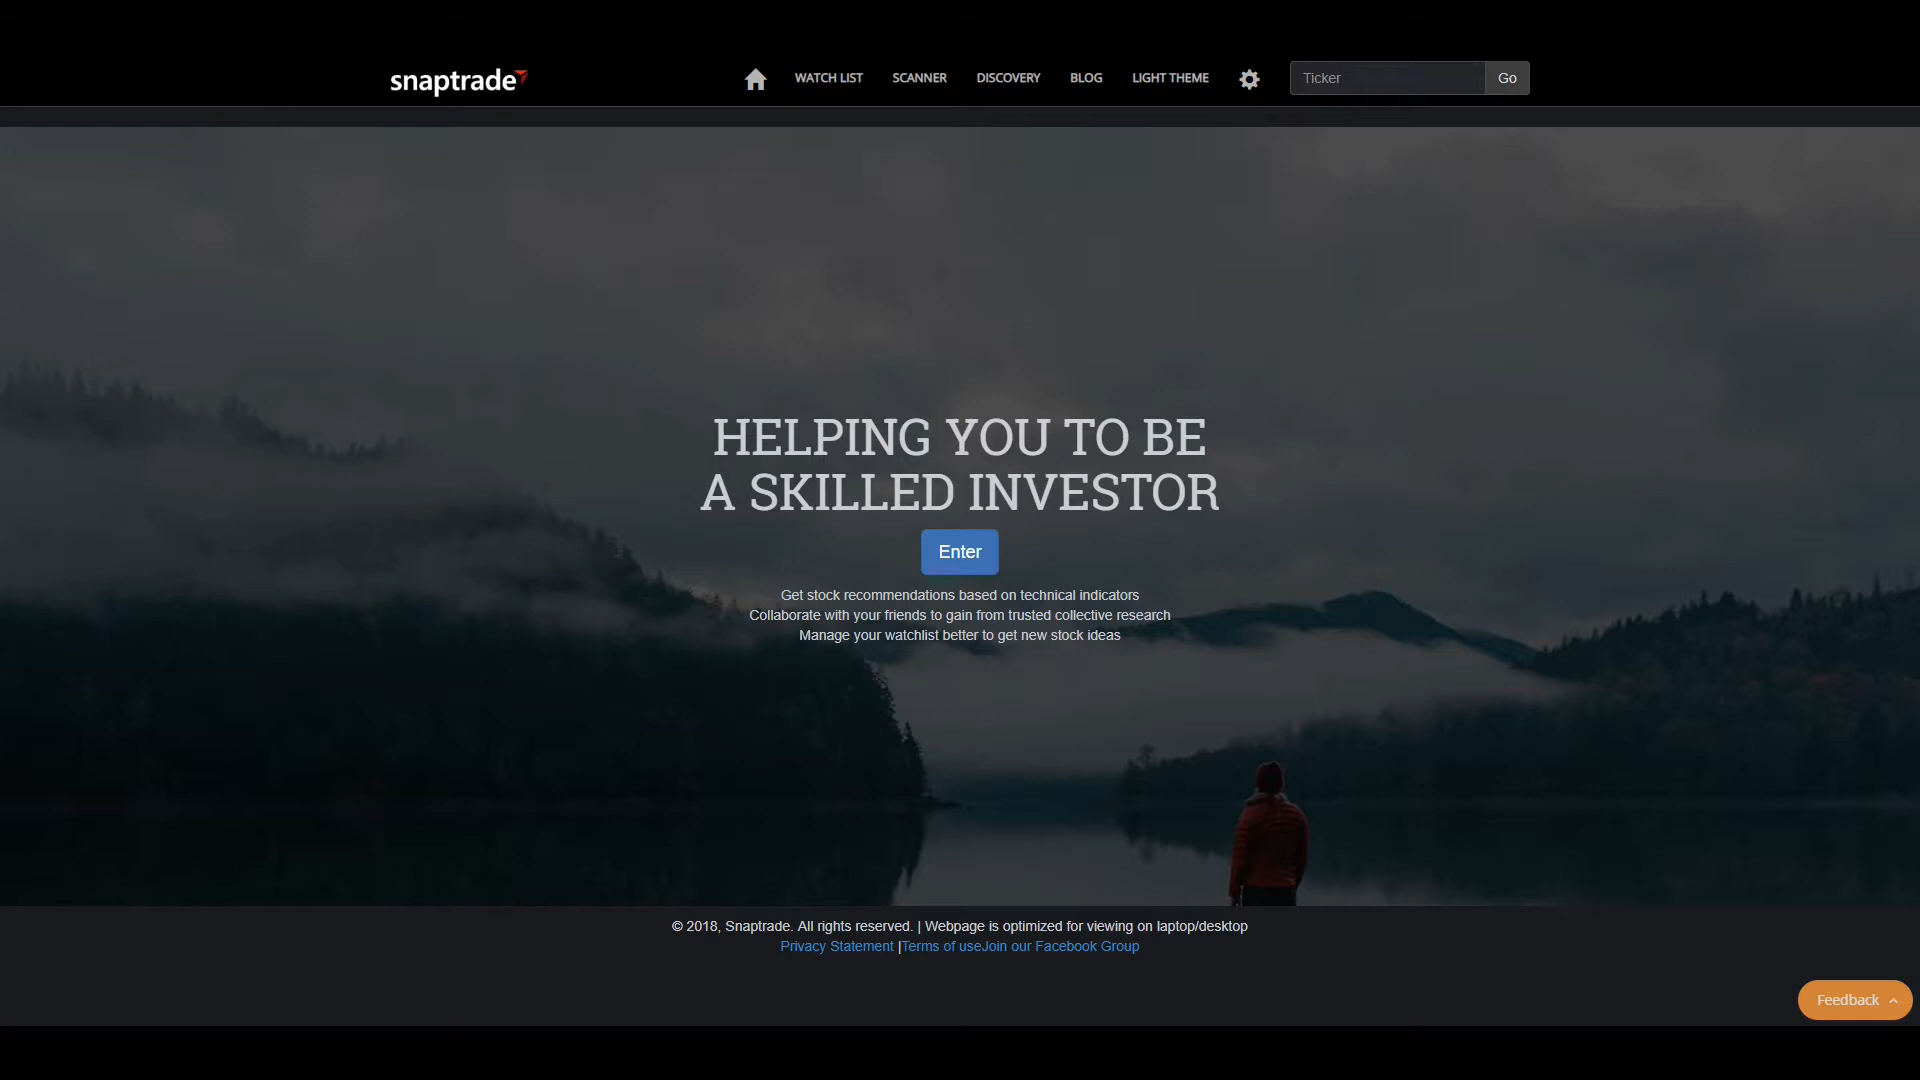 snaptrade
WATCH LIST
SCANNER
DISCOVERY
BLOG
LIGHT THEME
Ticker
Go
HELPING YOU TO BE
A SKILLED INVESTOR
Enter
Get stock recommendations based on technical indicators
Collaborate with your friends to gain from trusted collective research
Manage your watchlist better to get new stock ideas
© 2018, Snaptrade. All rights reserved. | Webpage is optimized for viewing on laptop/desktop
Privacy Statement |Terms of useJoin our Facebook Group
Feedback